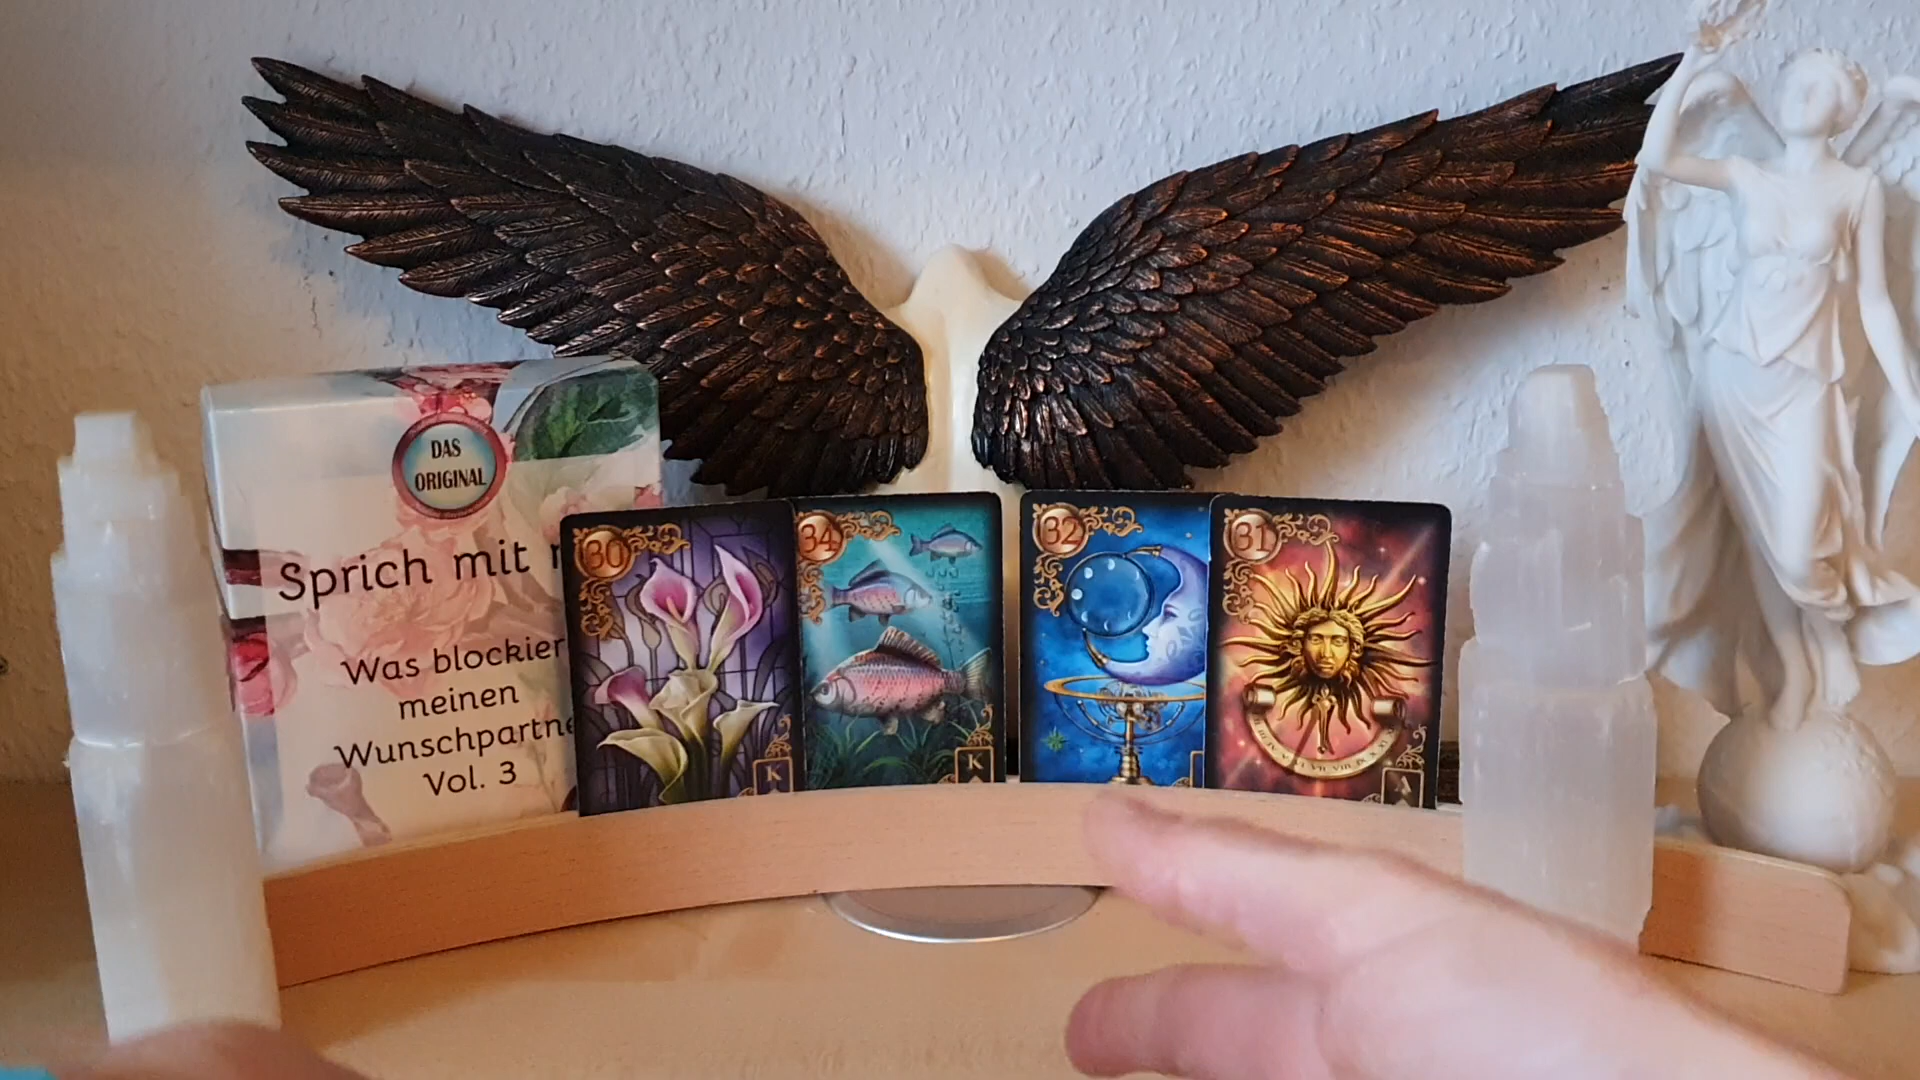 DAS
ORIGINAL
Sprich mit
Was blockier
meinen
Wunschpartne
Vol. 3
30
34
32
31
K
K
A